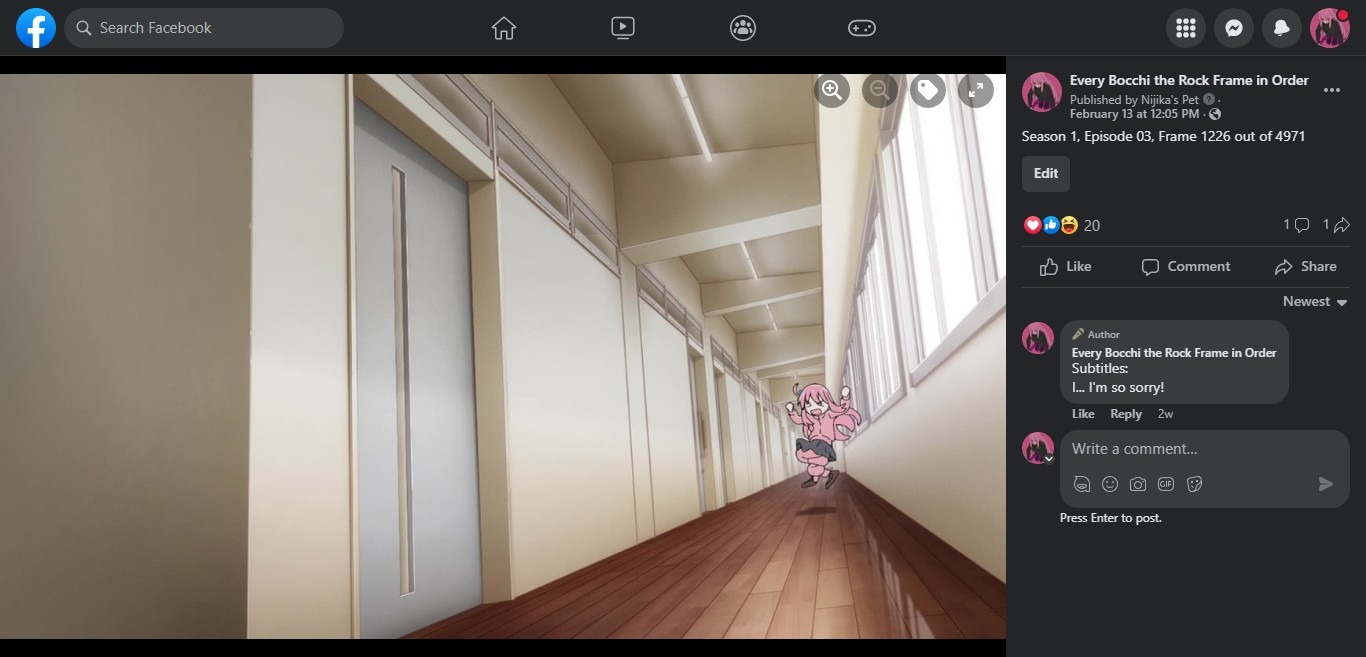 Search Facebook
Every Bocchi the Rock Frame in Order
Published by Nijika's Pet ·
February 13 at 12:05 PM ·
Season 1, Episode 03, Frame 1226 out of 4971
Edit
20
1
1
Like
Comment
Share
Newest
Author
Every Bocchi the Rock Frame in Order
Subtitles:
I... I'm so sorry!
Like Reply 2w
Write a comment...
GIF
Press Enter to post.